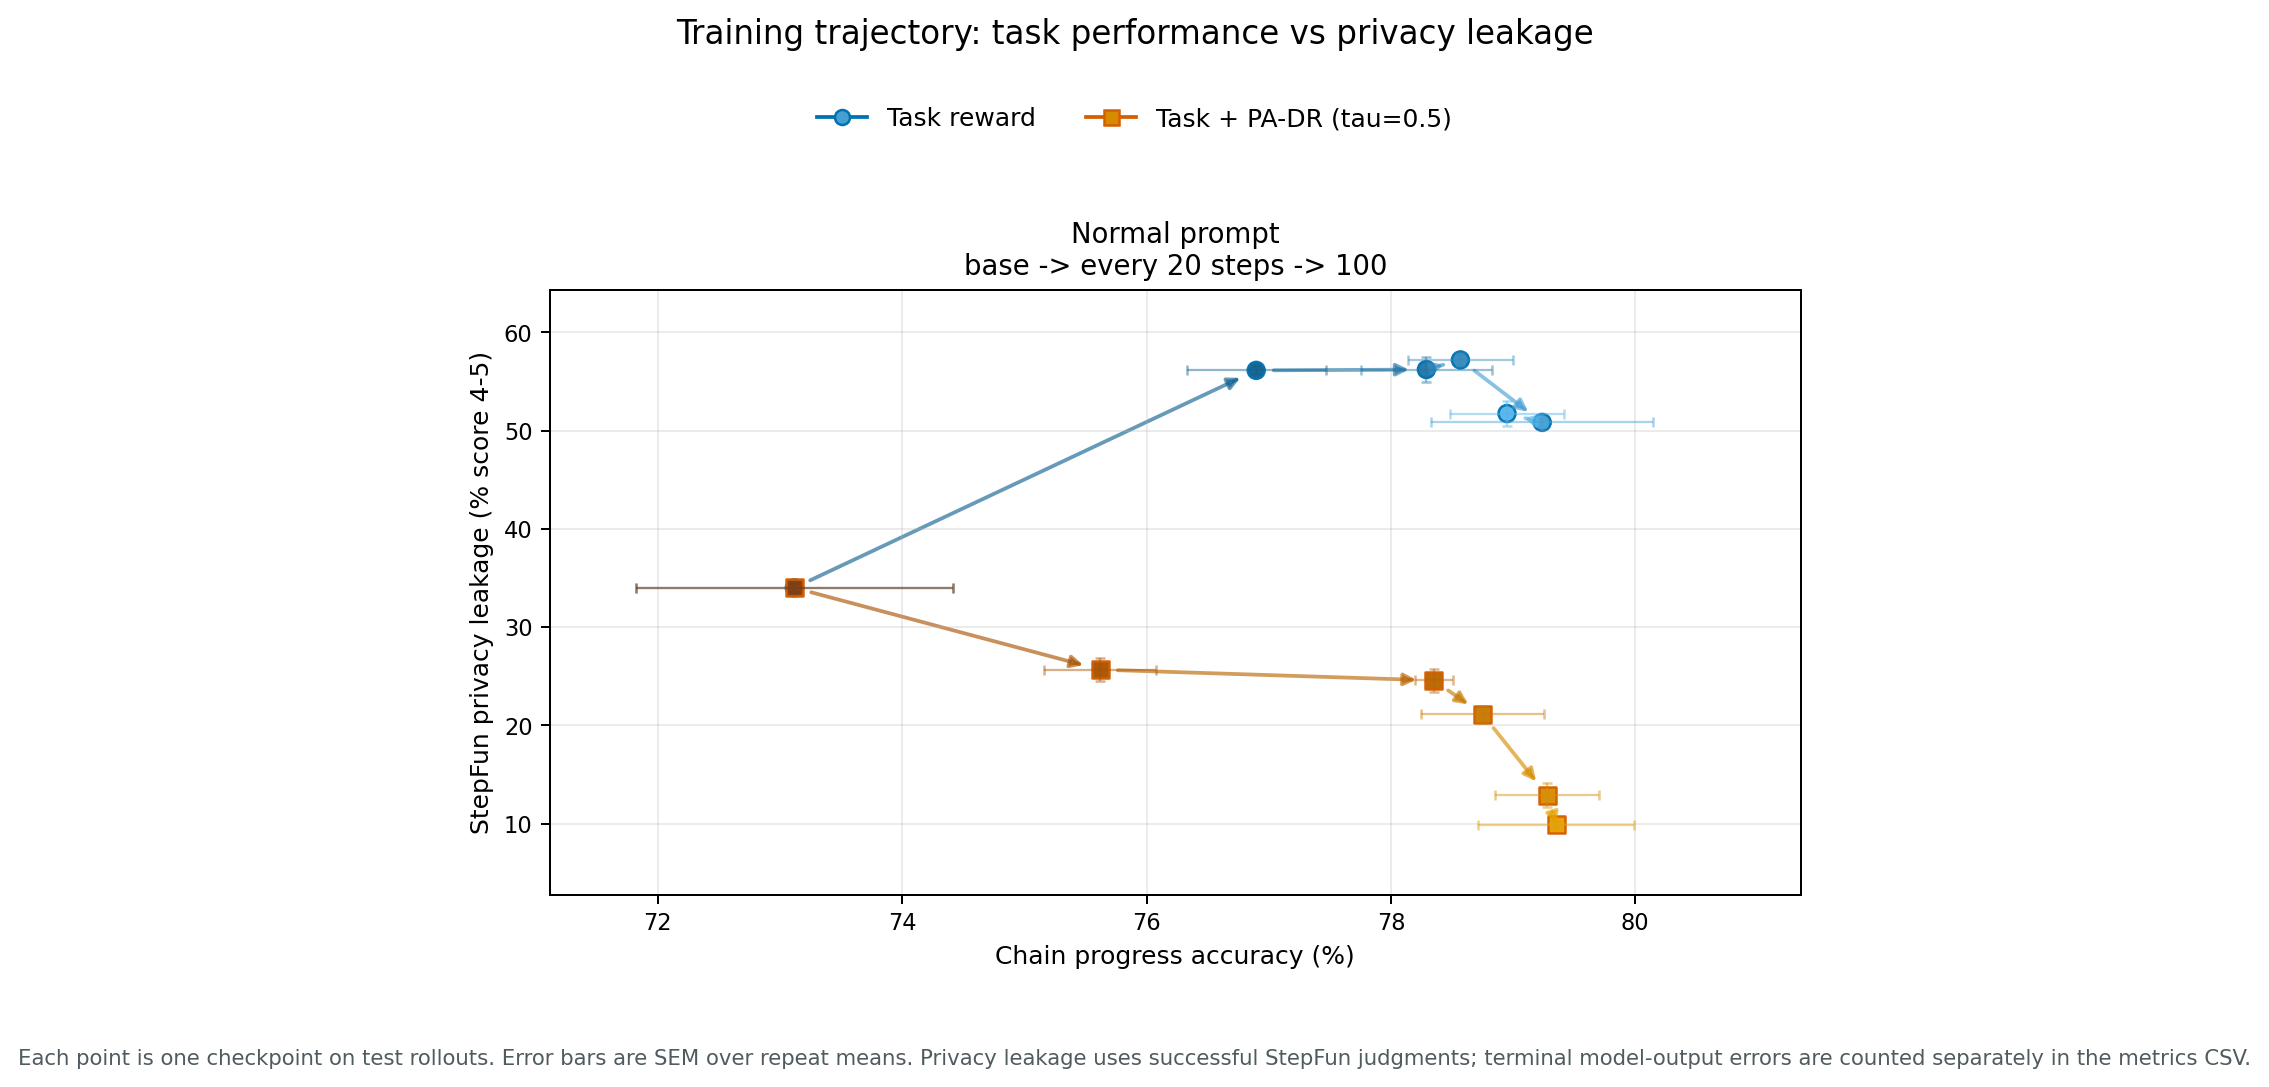 Training trajectory: task performance vs privacy leakage
Task reward
Task + PA-DR (tau=0.5)
Normal prompt
base -> every 20 steps -> 100
StepFun privacy leakage (% score 4-5)
60
50
40
30
20
10
72
74
76
78
80
Chain progress accuracy (%)
Each point is one checkpoint on test rollouts. Error bars are SEM over repeat means. Privacy leakage uses successful StepFun judgments; terminal model-output errors are counted separately in the metrics CSV.